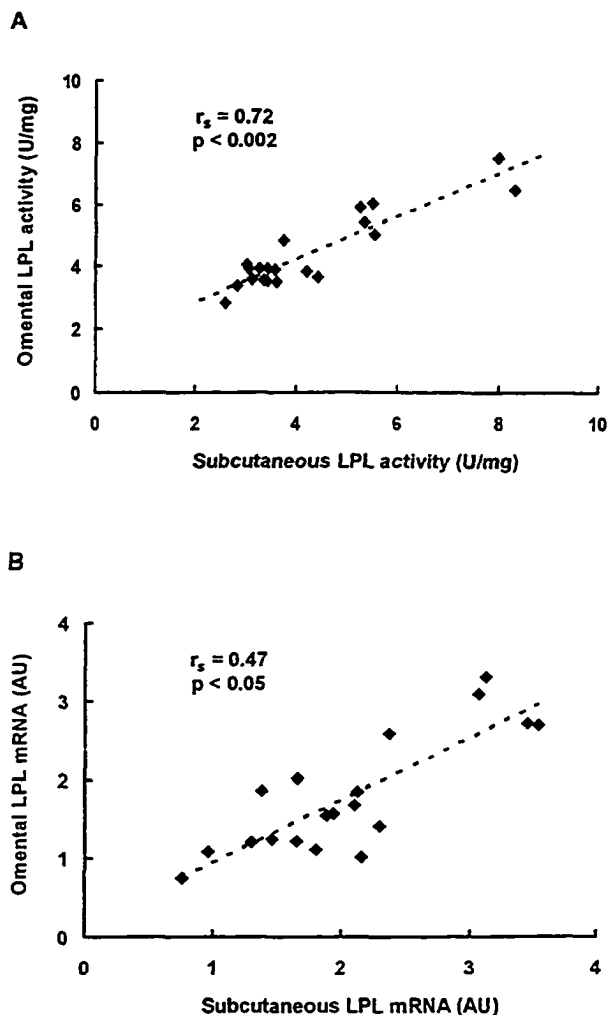 A
10
8
6
4
2
0
Omental LPL activity (U/mg)
rs = 0.72
p < 0.002
0 2 4 6 8 10
Subcutaneous LPL activity (U/mg)
B
4
3
2
1
0
Omental LPL mRNA (AU)
rs = 0.47
p < 0.05
0 1 2 3 4
Subcutaneous LPL mRNA (AU)